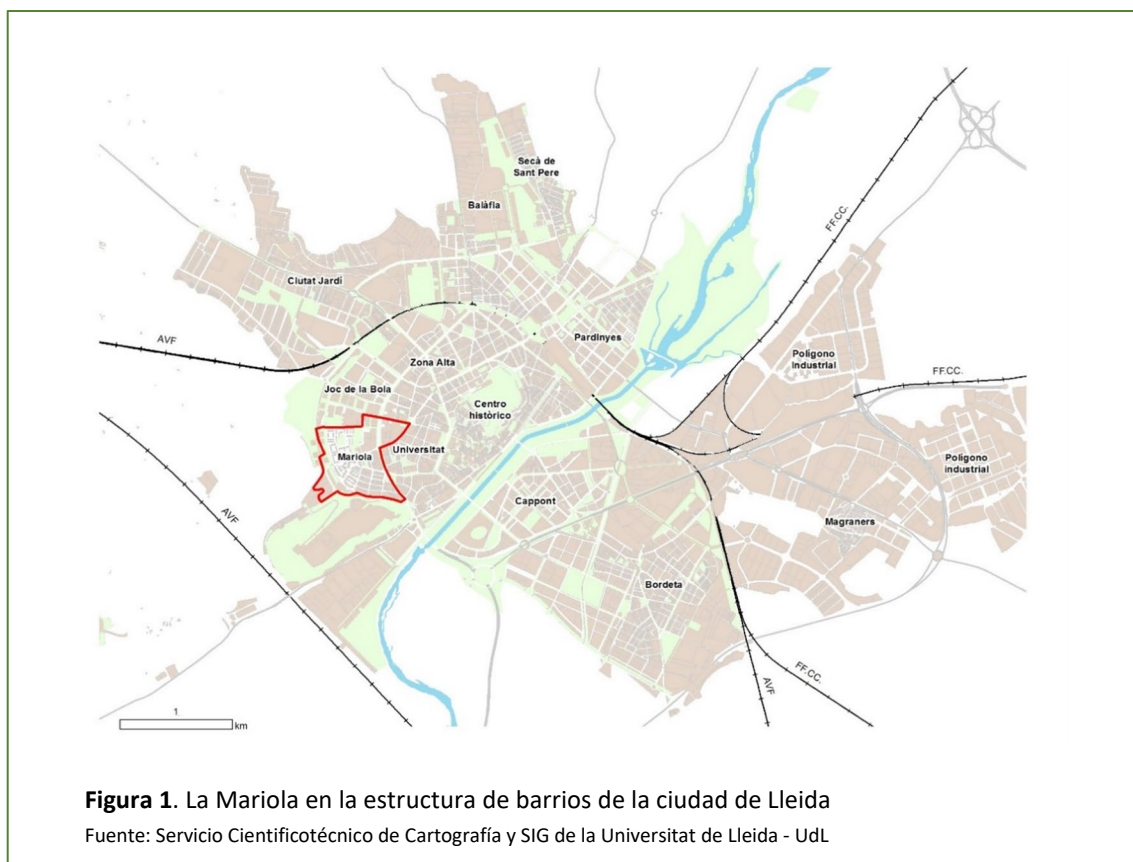 Secà de
Sant Pere
Balàfia
FF.CC.
Ciutat Jardí
Pardinyes
AVF
Zona Alta
Polígono
industrial
FF.CC.
Joc de la Bola
Centro
històrico
Universitat
Mariola
Polígono
industrial
Cappont
AVF
Magraners
Bordeta
FF.CC.
AVF
1
km
Figura 1. La Mariola en la estructura de barrios de la ciudad de Lleida
Fuente: Servicio Cientificotécnico de Cartografía y SIG de la Universitat de Lleida - UdL